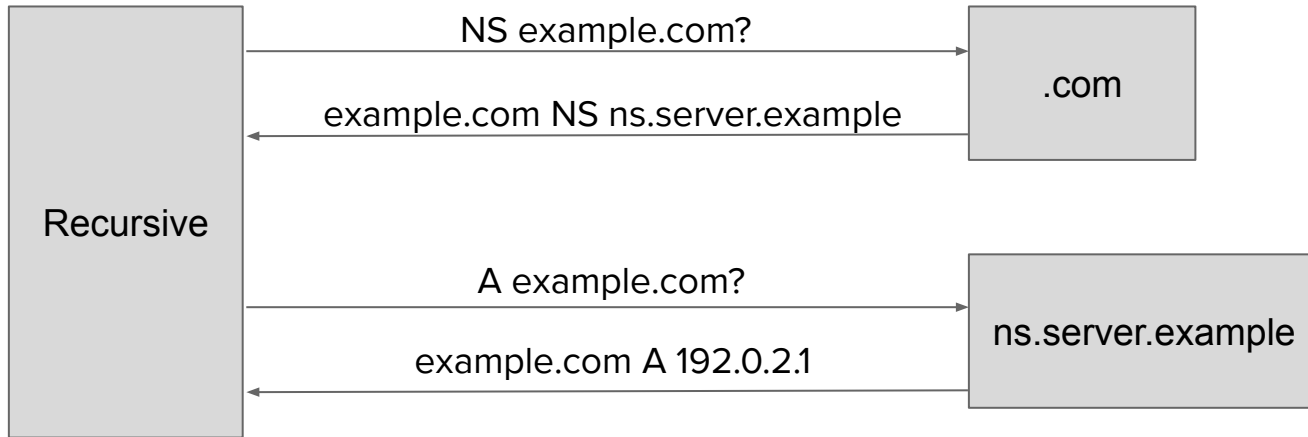 NS example.com?
.com
example.com NS ns.server.example
Recursive
A example.com?
ns.server.example
example.com A 192.0.2.1